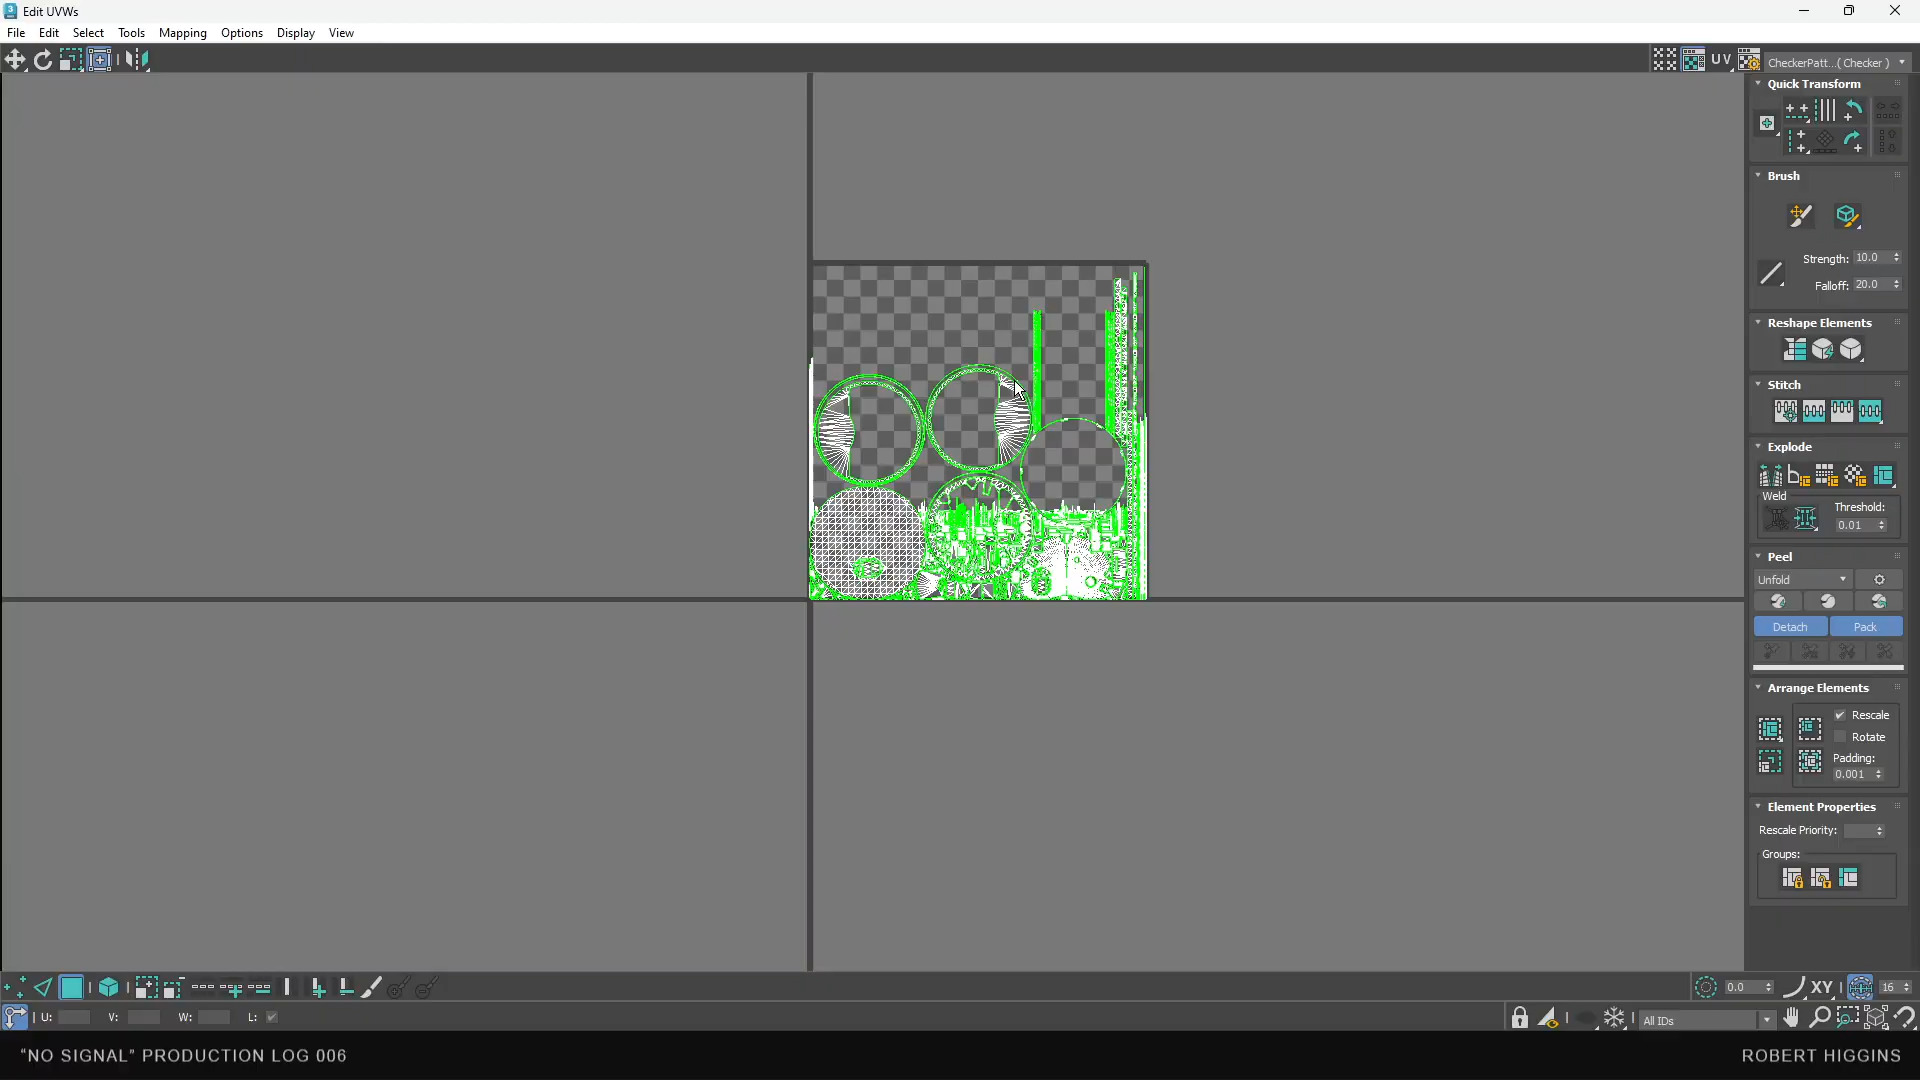 Edit UVWs
File Edit Select Tools Mapping Options Display View
UV CheckerPatt...( Checker )
Quick Transform
Brush
Strength: 10.0
Falloff: 20.0
Reshape Elements
Stitch
Explode
Weld
Threshold:
0.01
Peel
Unfold
Detach Pack
Arrange Elements
Rescale
Rotate
Padding:
0.001
Element Properties
Rescale Priority:
Groups:
0.0 XY 16
U: V: W: L: All IDs
"NO SIGNAL" PRODUCTION LOG 006 ROBERT HIGGINS